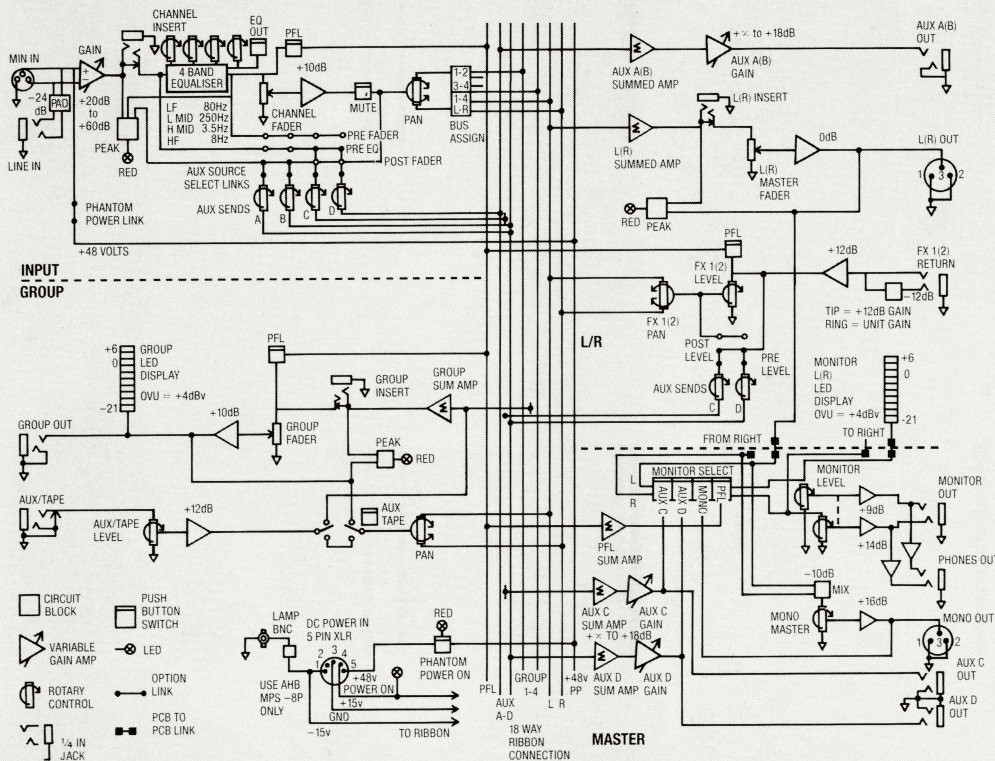 CHANNEL INSERT
EQ OUT
PFL
MIN IN
GAIN
+10dB
4 BAND EQUALISER
−24 dB
PAD
+20dB to +60dB
LF 80Hz
L MID 250Hz
H MID 3.5Hz
HF 8Hz
CHANNEL FADER
MUTE
PAN
1-2
3-4
1-4
L-R
BUS ASSIGN
LINE IN
PEAK
RED
PRE FADER
PRE EQ
POST FADER
AUX SOURCE SELECT LINKS
AUX SENDS
A
B
C
D
PHANTOM POWER LINK
+48 VOLTS
INPUT
GROUP
AUX A(B) SUMMED AMP
+ × to +18dB
AUX A(B) GAIN
AUX A(B) OUT
L(R) INSERT
L(R) SUMMED AMP
0dB
L(R) MASTER FADER
L(R) OUT
1
3
2
RED
PEAK
PFL
FX 1(2) LEVEL
+12dB
FX 1(2) RETURN
−12dB
TIP = +12dB GAIN
RING = UNIT GAIN
FX 1(2) PAN
L/R
POST LEVEL
PRE LEVEL
AUX SENDS
C
D
MONITOR L(R) LED DISPLAY
OVU = +4dBv
+6
0
-21
FROM RIGHT
TO RIGHT
+6
0
−21
GROUP LED DISPLAY
OVU = +4dBv
PFL
GROUP INSERT
GROUP SUM AMP
GROUP OUT
+10dB
GROUP FADER
PEAK
RED
AUX/TAPE
AUX/TAPE LEVEL
+12dB
AUX TAPE
PAN
MONITOR SELECT
L
R
AUX C
AUX D
MONO
PFL
MONITOR LEVEL
MONITOR OUT
+9dB
+14dB
PFL SUM AMP
PHONES OUT
−10dB
MIX
MONO MASTER
+16dB
MONO OUT
1
3
2
AUX C SUM AMP
AUX C GAIN
+ × TO +18dB
AUX D SUM AMP
AUX D GAIN
AUX C OUT
AUX D OUT
CIRCUIT BLOCK
PUSH BUTTON SWITCH
VARIABLE GAIN AMP
LED
ROTARY CONTROL
OPTION LINK
PCB TO PCB LINK
¼ IN JACK
LAMP BNC
DC POWER IN
5 PIN XLR
1
2
3
4
5
USE AHB MPS −8P ONLY
+48v
POWER ON
+15v
GND
−15v
TO RIBBON
RED
PHANTOM POWER ON
PFL
AUX A-D
GROUP 1-4
L R
+48v PP
18 WAY RIBBON CONNECTION
MASTER